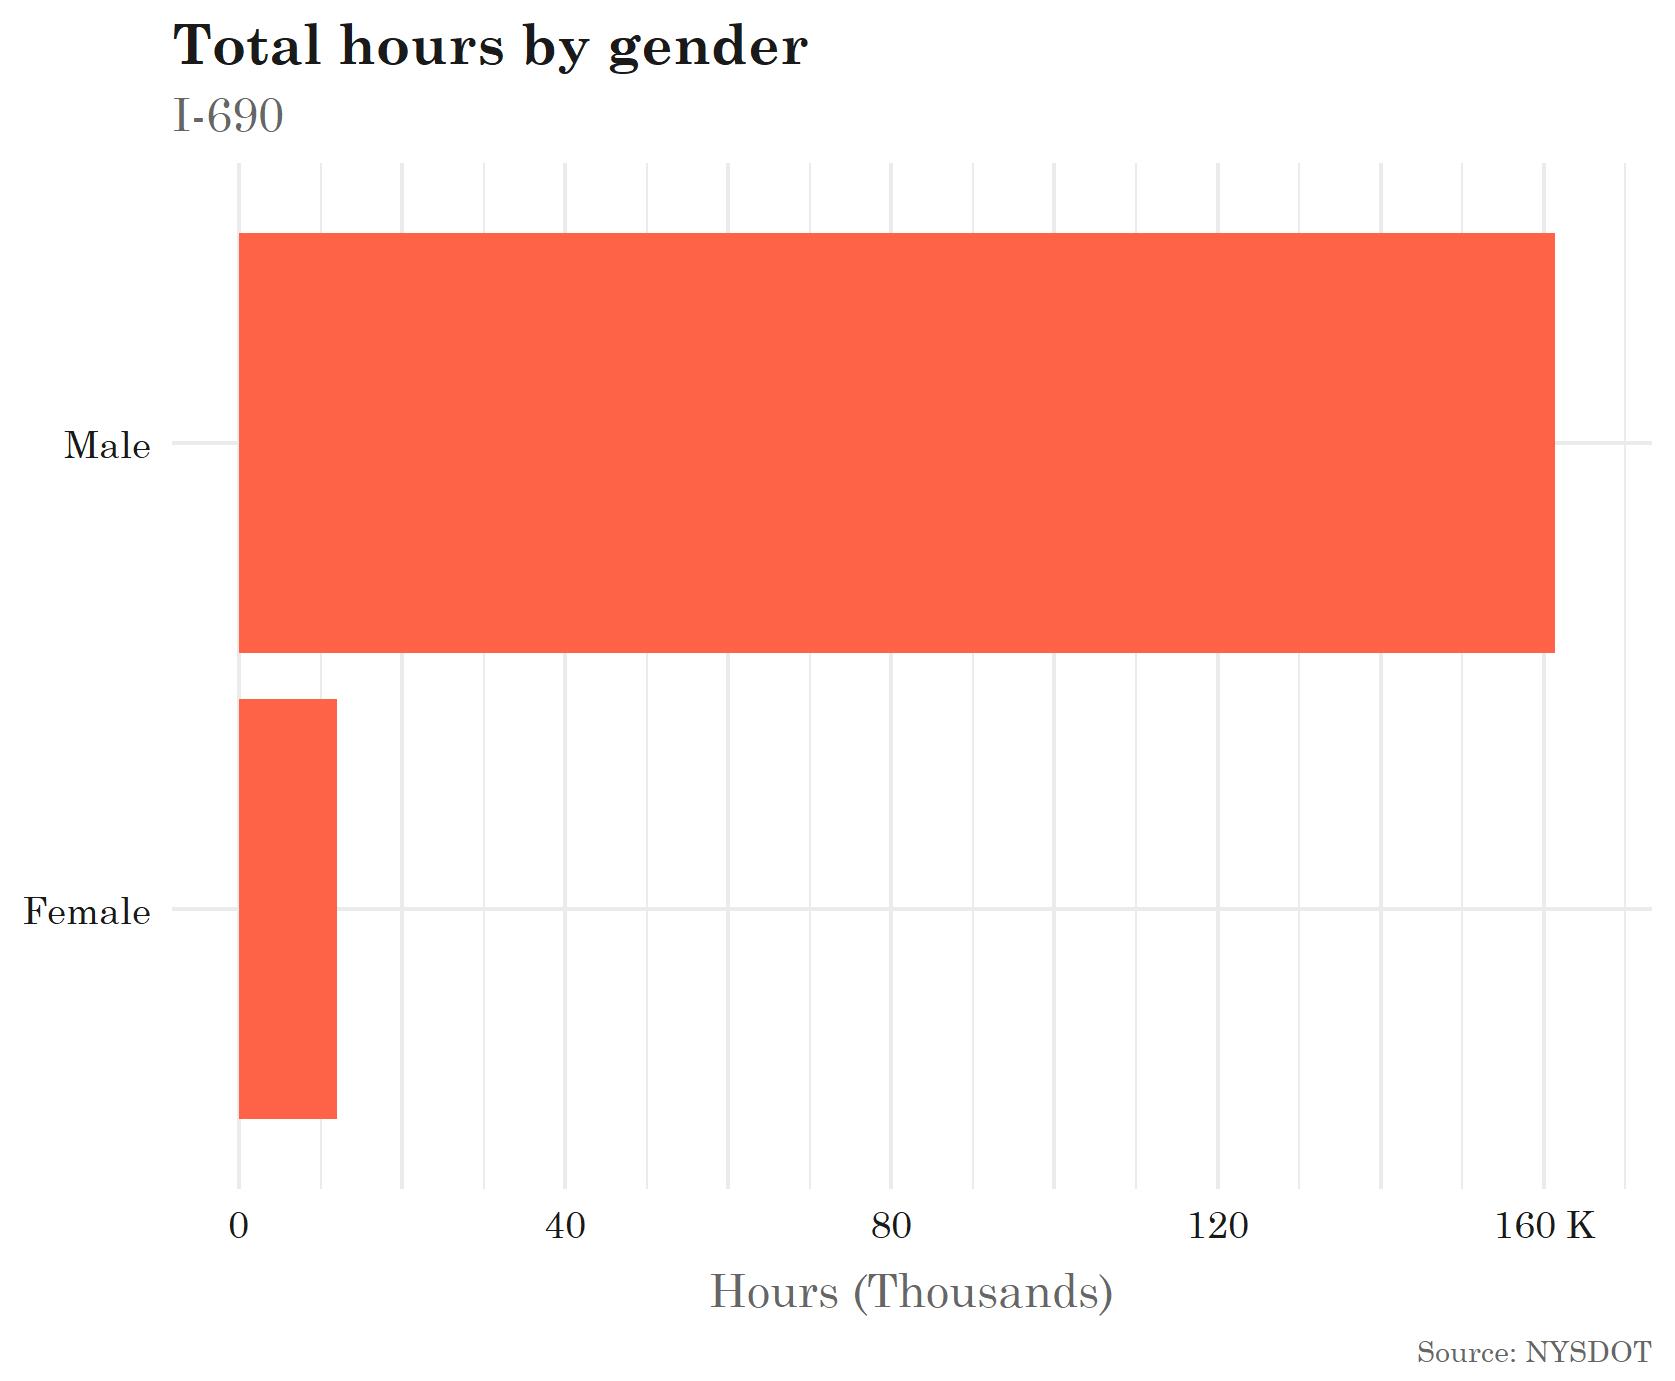 Total hours by gender
I-690
Male
Female
0 40 80 120 160 K
Hours (Thousands)
Source: NYSDOT